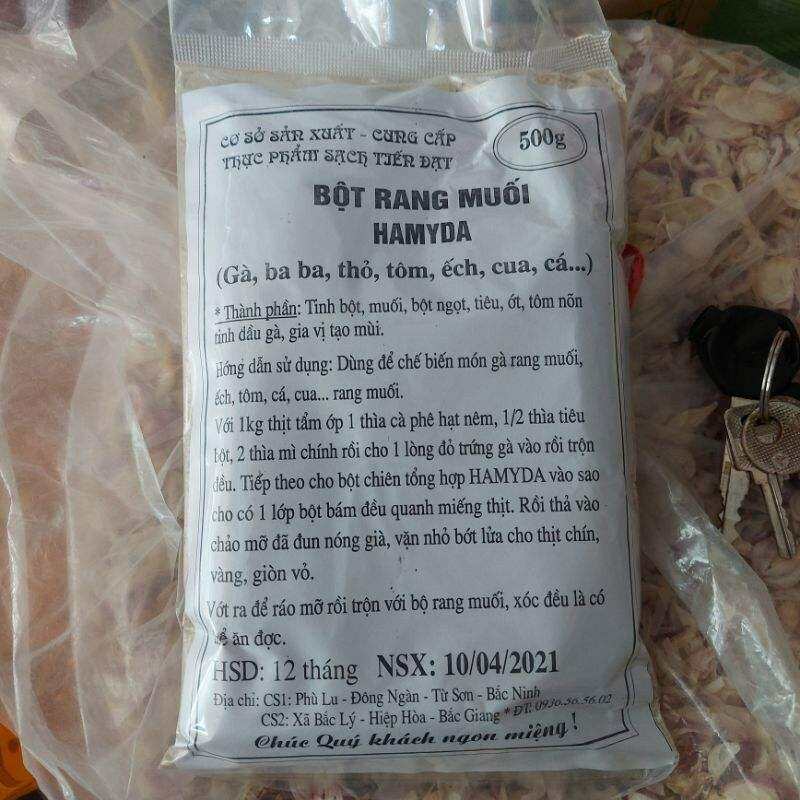 CƠ SỞ SẢN XUẤT - CUNG CẤP
THỰC PHẨM SẠCH TIẾN ĐẠT
500g
BỘT RANG MUỐI
HAMYDA
(Gà, ba ba, thỏ, tôm, ếch, cua, cá...)
* Thành phần: Tinh bột, muối, bột ngọt, tiêu, ớt, tôm nõn
tinh dầu gà, gia vị tạo mùi.
Hớng dẫn sử dụng: Dùng để chế biến món gà rang muối,
ếch, tôm, cá, cua... rang muối.
Với 1kg thịt tẩm ớp 1 thìa cà phê hạt nêm, 1/2 thìa tiêu
bột, 2 thìa mì chính rồi cho 1 lòng đỏ trứng gà vào rồi trộn
đều. Tiếp theo cho bột chiên tổng hợp HAMYDA vào sao
cho có 1 lớp bột bám đều quanh miếng thịt. Rồi thả vào
chảo mỡ đã đun nóng già, vặn nhỏ bớt lửa cho thịt chín,
vàng, giòn vỏ.
Vớt ra để ráo mỡ rồi trộn với bộ rang muối, xóc đều là có
thể ăn đợc.
HSD: 12 tháng NSX: 10/04/2021
Địa chỉ: CS1: Phù Lu - Đông Ngàn - Từ Sơn - Bắc Ninh
CS2: Xã Bắc Lý - Hiệp Hòa - Bắc Giang * ĐT: 0936.56.56.02
Chúc Quý khách ngon miệng !